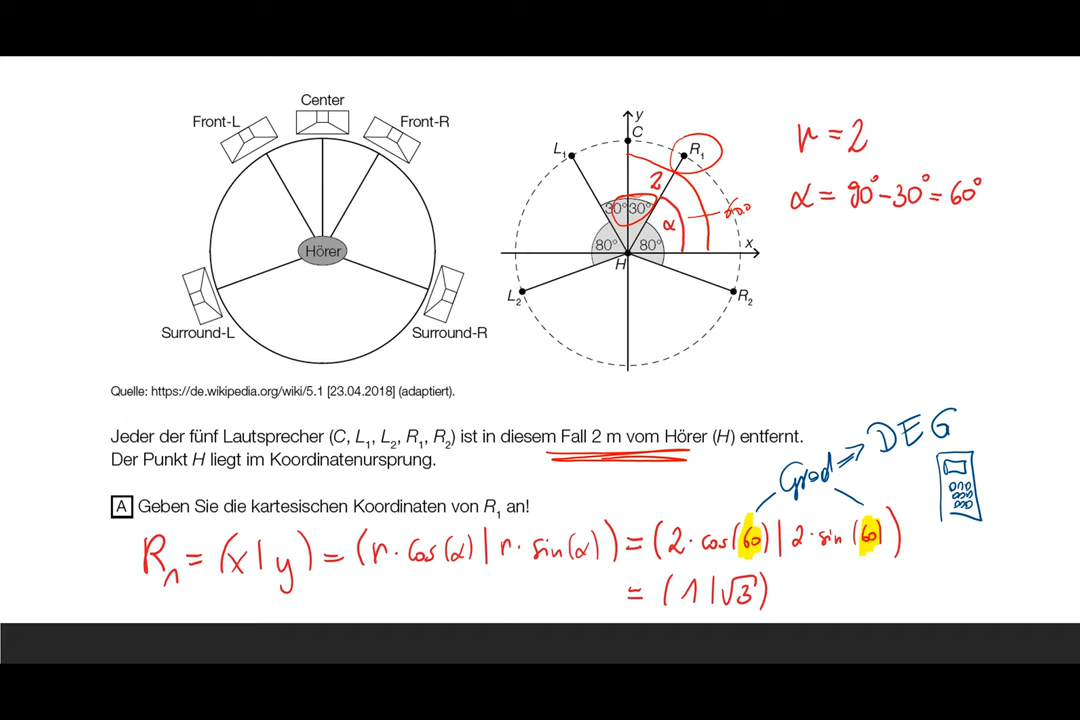 Center
Front-L
Front-R
Hörer
Surround-L
Surround-R
y
C
L₁
R₁
2
30° 30°
α
80° 80°
x
H
L₂
R₂
r = 2
α = 90° - 30° = 60°
Quelle: https://de.wikipedia.org/wiki/5.1 [23.04.2018] (adaptiert).
Jeder der fünf Lautsprecher (C, L₁, L₂, R₁, R₂) ist in diesem Fall 2 m vom Hörer (H) entfernt.
Der Punkt H liegt im Koordinatenursprung.
Grad => DEG
A Geben Sie die kartesischen Koordinaten von R₁ an!
R₁ = (x | y) = (r · cos(α) | r · sin(α)) = (2 · cos(60) | 2 · sin(60))
= (1 | √3)